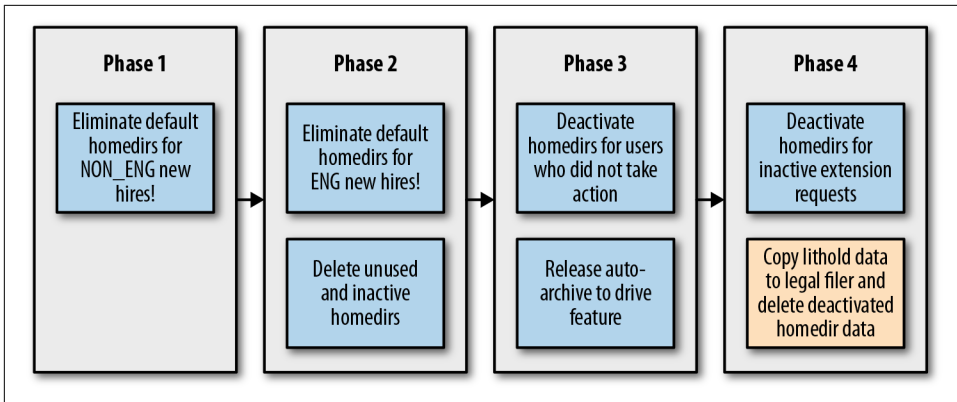 Phase 1
Eliminate default
homedirs for
NON_ENG new
hires!
Phase 2
Eliminate default
homedirs for
ENG new hires!
Delete unused
and inactive
homedirs
Phase 3
Deactivate
homedirs for users
who did not take
action
Release auto-
archive to drive
feature
Phase 4
Deactivate
homedirs for
inactive extension
requests
Copy lithold data
to legal filer and
delete deactivated
homedir data